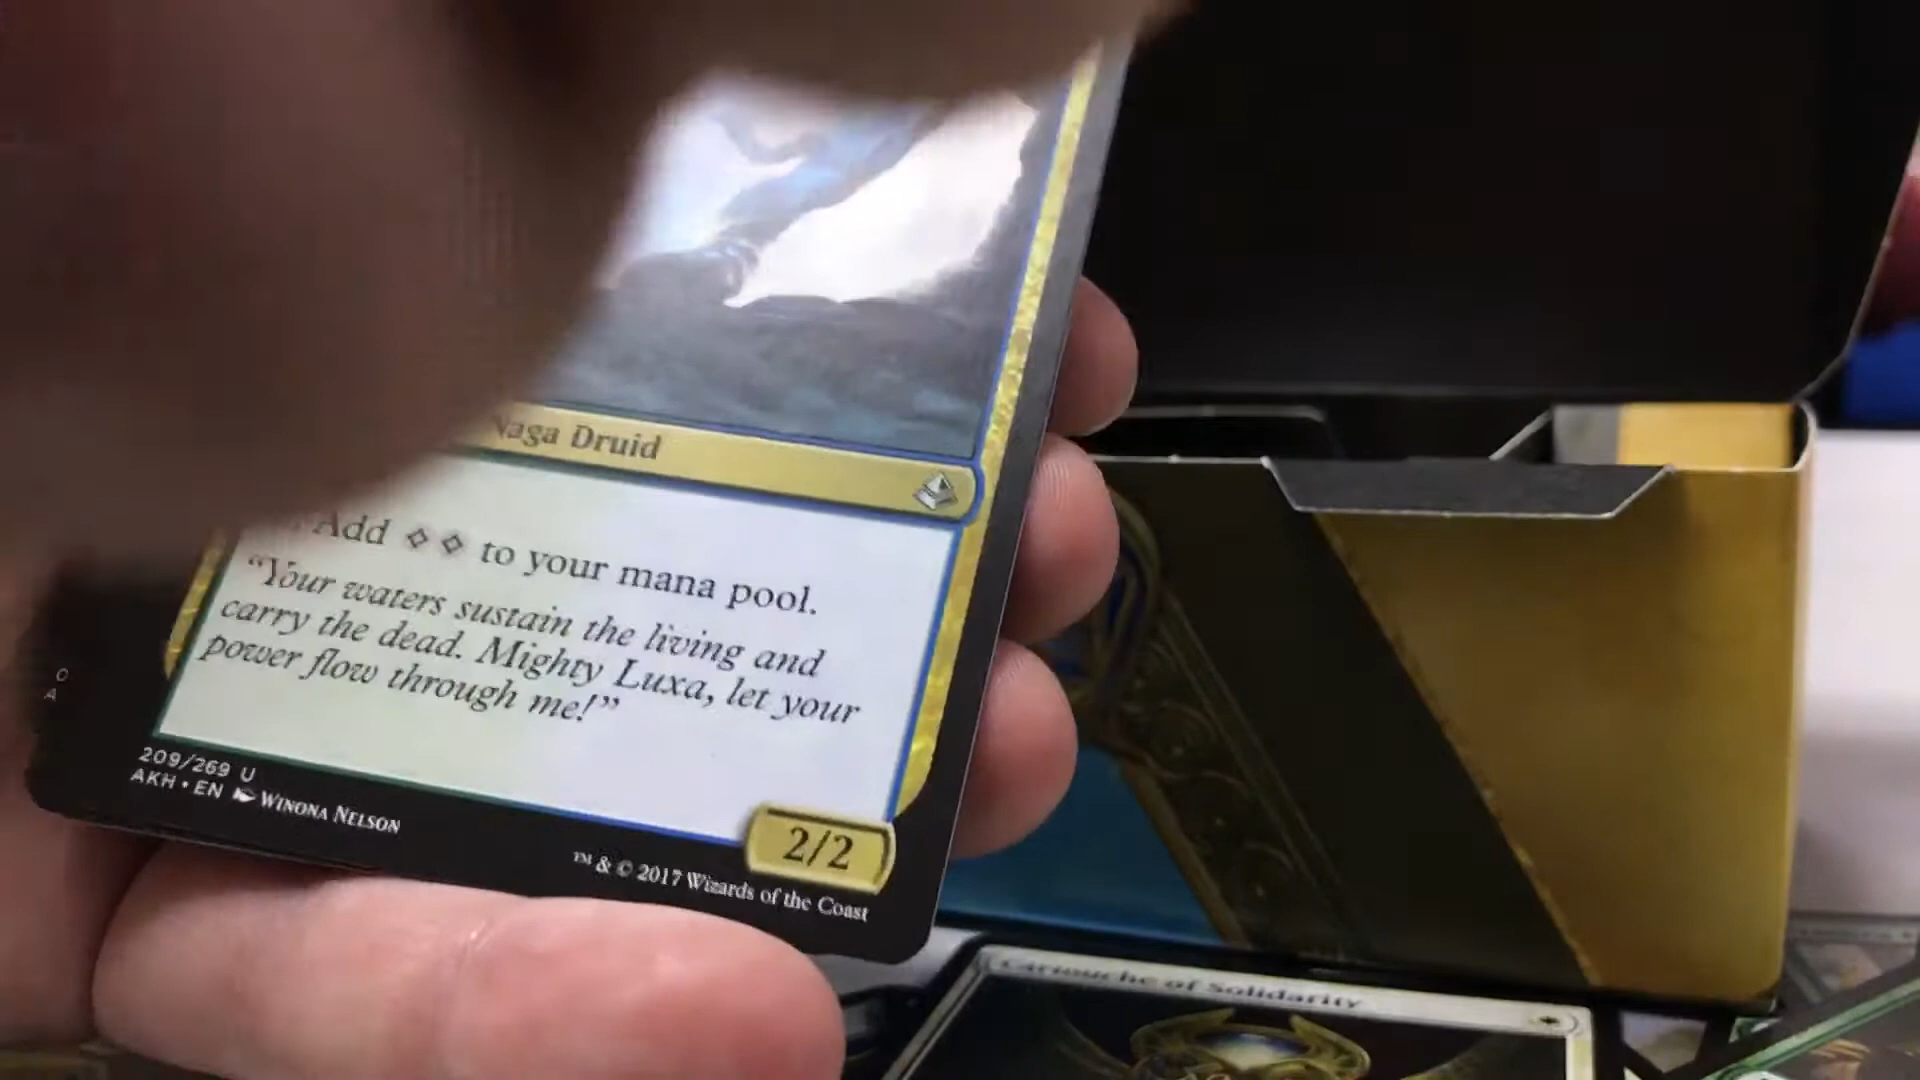 Naga Druid
Add to your mana pool.
“Your waters sustain the living and
carry the dead. Mighty Luxa, let your
power flow through me!”
209/269 U
AKH • EN WINONA NELSON
2/2
™ & © 2017 Wizards of the Coast
Cartouche of Solidarity